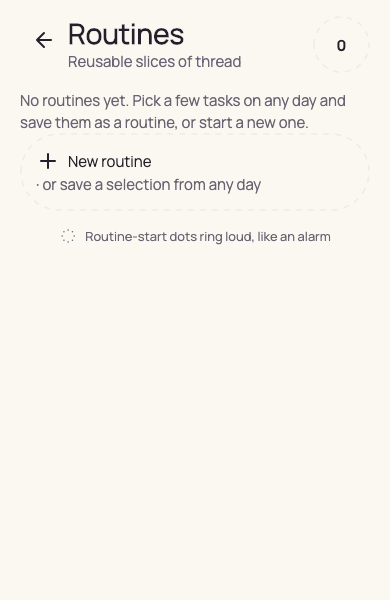 Routines
Reusable slices of thread
0
No routines yet. Pick a few tasks on any day and
save them as a routine, or start a new one.
New routine
· or save a selection from any day
Routine-start dots ring loud, like an alarm